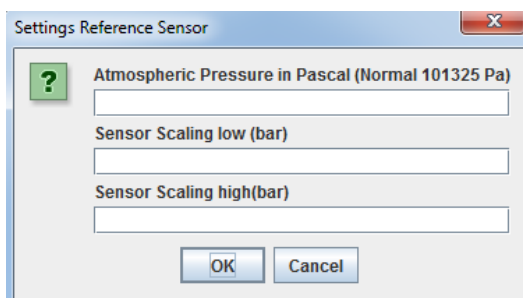 Settings Reference Sensor
Atmospheric Pressure in Pascal (Normal 101325 Pa)
Sensor Scaling low (bar)
Sensor Scaling high(bar)
OK Cancel